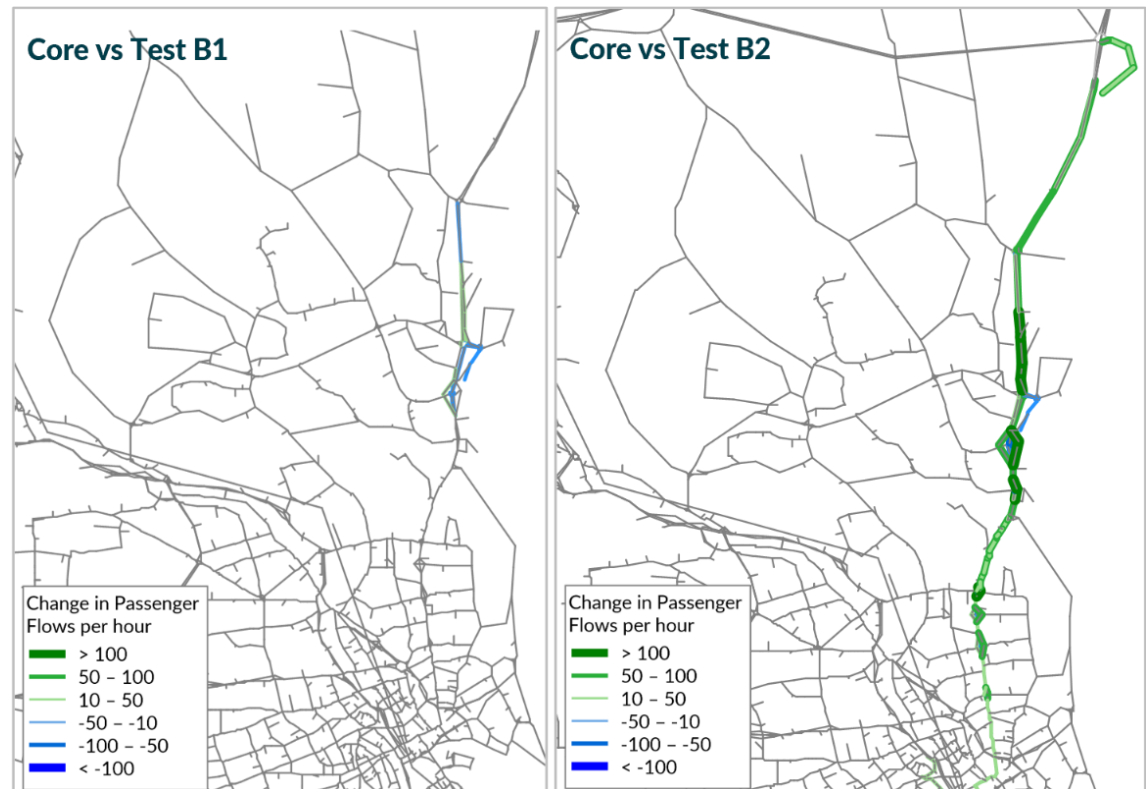 Core vs Test B1
Change in Passenger
Flows per hour
> 100
50 – 100
10 – 50
-50 – -10
-100 – -50
< -100
Core vs Test B2
Change in Passenger
Flows per hour
> 100
50 – 100
10 – 50
-50 – -10
-100 – -50
< -100